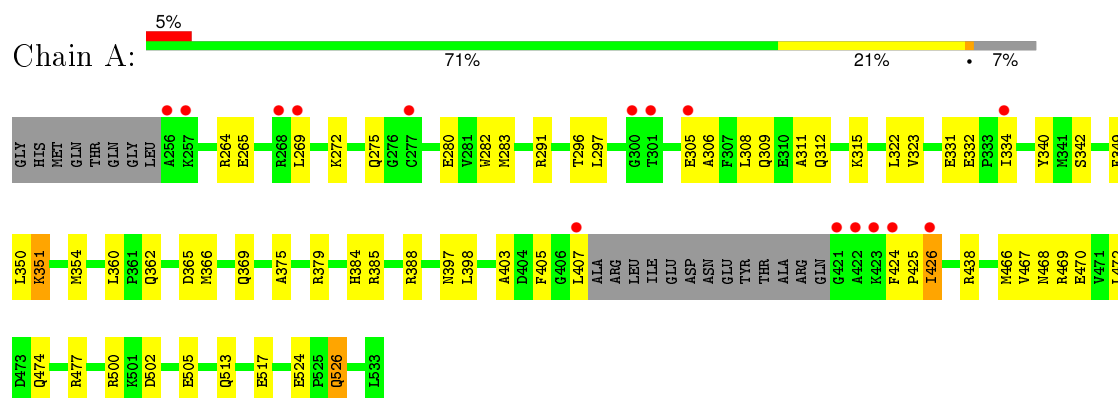 5%
Chain A:
71% 21% • 7%
GLY HIS MET GLN THR GLN GLY LEU A256 K257 R264 E265 R268 L269 K272 Q275 G276 C277 E280 V281 W282 M283 R291 T296 L297 G300 T301 E305 A306 F307 L308 Q309 E310 A311 Q312 K315 L322 V323 E331 E332 P333 I334 Y340 M341 S342
L350 K351 M354 L360 P361 Q362 D365 M366 Q369 A375 R379 H384 R385 R388 N397 L398 A403 D404 F405 G406 L407 ALA ARG LEU ILE GLU ASP ASN GLU TYR THR ALA ARG GLN G421 A422 K423 F424 P425 I426 R438 M466 V467 N468 R469 E470 V471
D473 Q474 R477 R500 K501 D502 E505 Q513 E517 E524 P525 Q526 L533